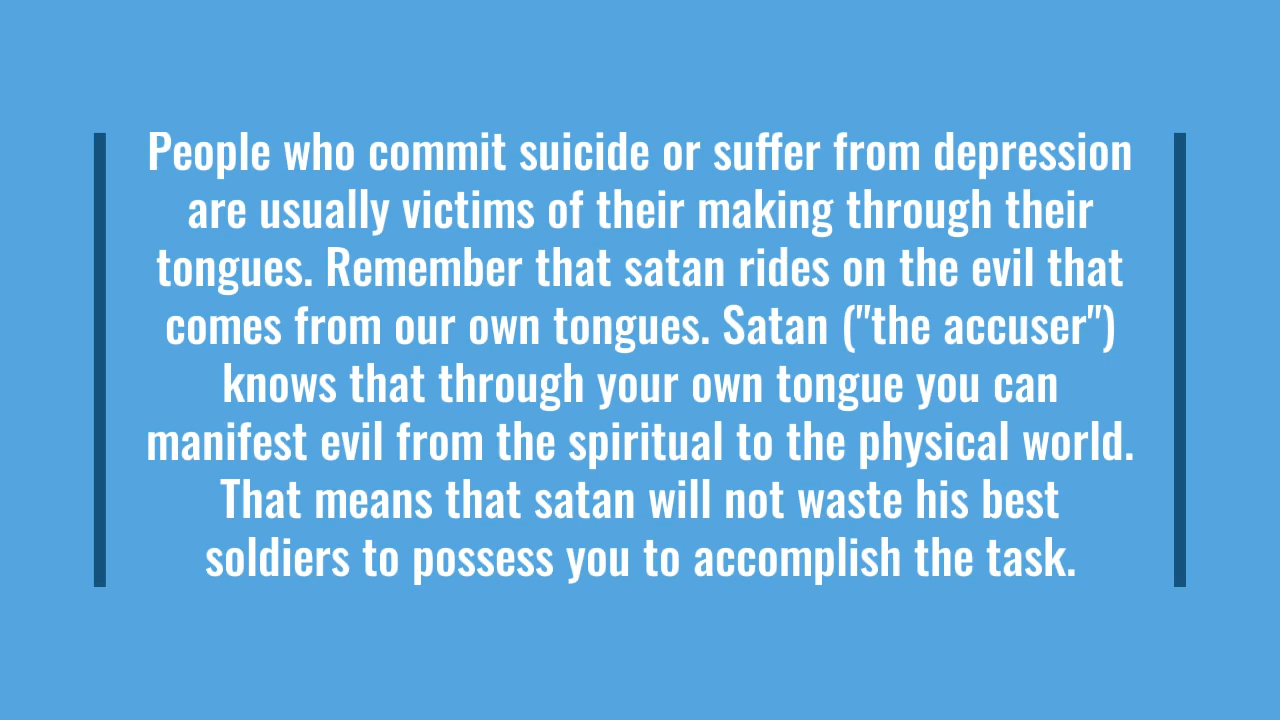 People who commit suicide or suffer from depression
are usually victims of their making through their
tongues. Remember that satan rides on the evil that
comes from our own tongues. Satan ("the accuser")
knows that through your own tongue you can
manifest evil from the spiritual to the physical world.
That means that satan will not waste his best
soldiers to possess you to accomplish the task.